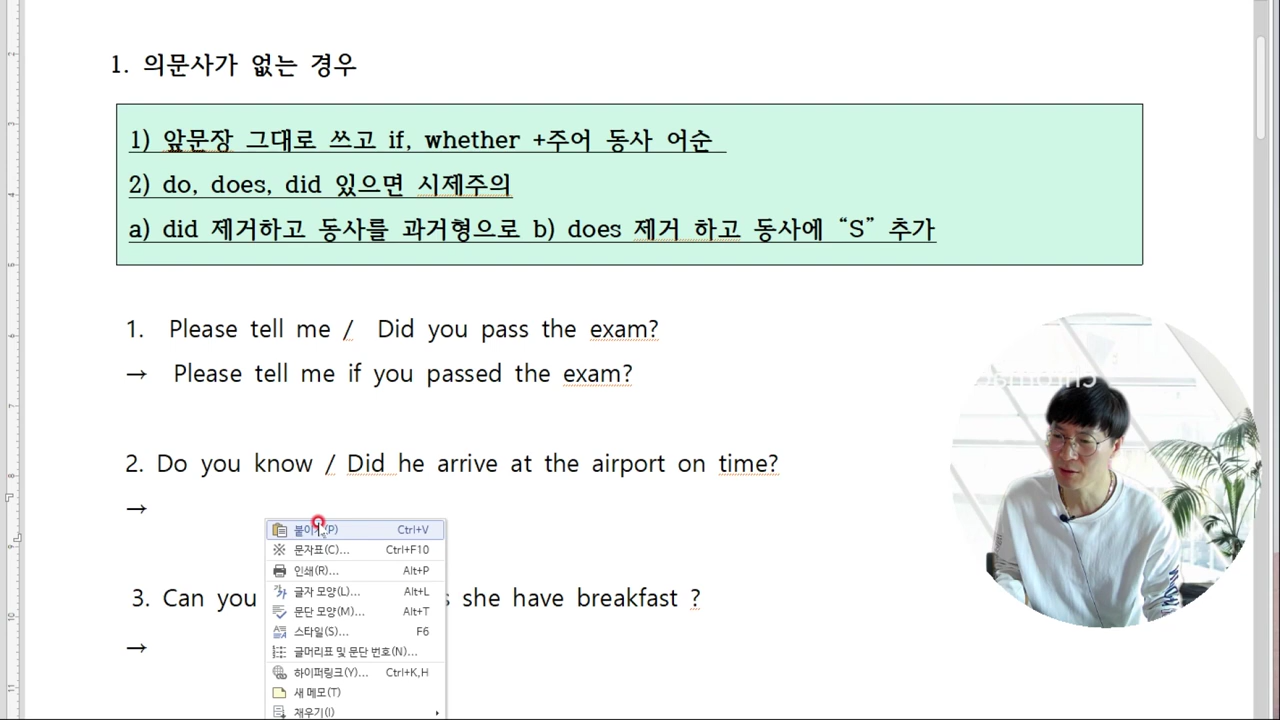 1. 의문사가 없는 경우
1) 앞문장 그대로 쓰고 if, whether +주어 동사 어순
2) do, does, did 있으면 시제주의
a) did 제거하고 동사를 과거형으로 b) does 제거 하고 동사에 “S” 추가
1. Please tell me / Did you pass the exam?
→ Please tell me if you passed the exam?
2. Do you know / Did he arrive at the airport on time?
→
붙이기(P) Ctrl+V
문자표(C)... Ctrl+F10
인쇄(R)... Alt+P
글자 모양(L)... Alt+L
3. Can you she have breakfast ?
문단 모양(M)... Alt+T
스타일(S)... F6
→
글머리표 및 문단 번호(N)...
하이퍼링크(Y)... Ctrl+K,H
새 메모(T)
채우기(I)